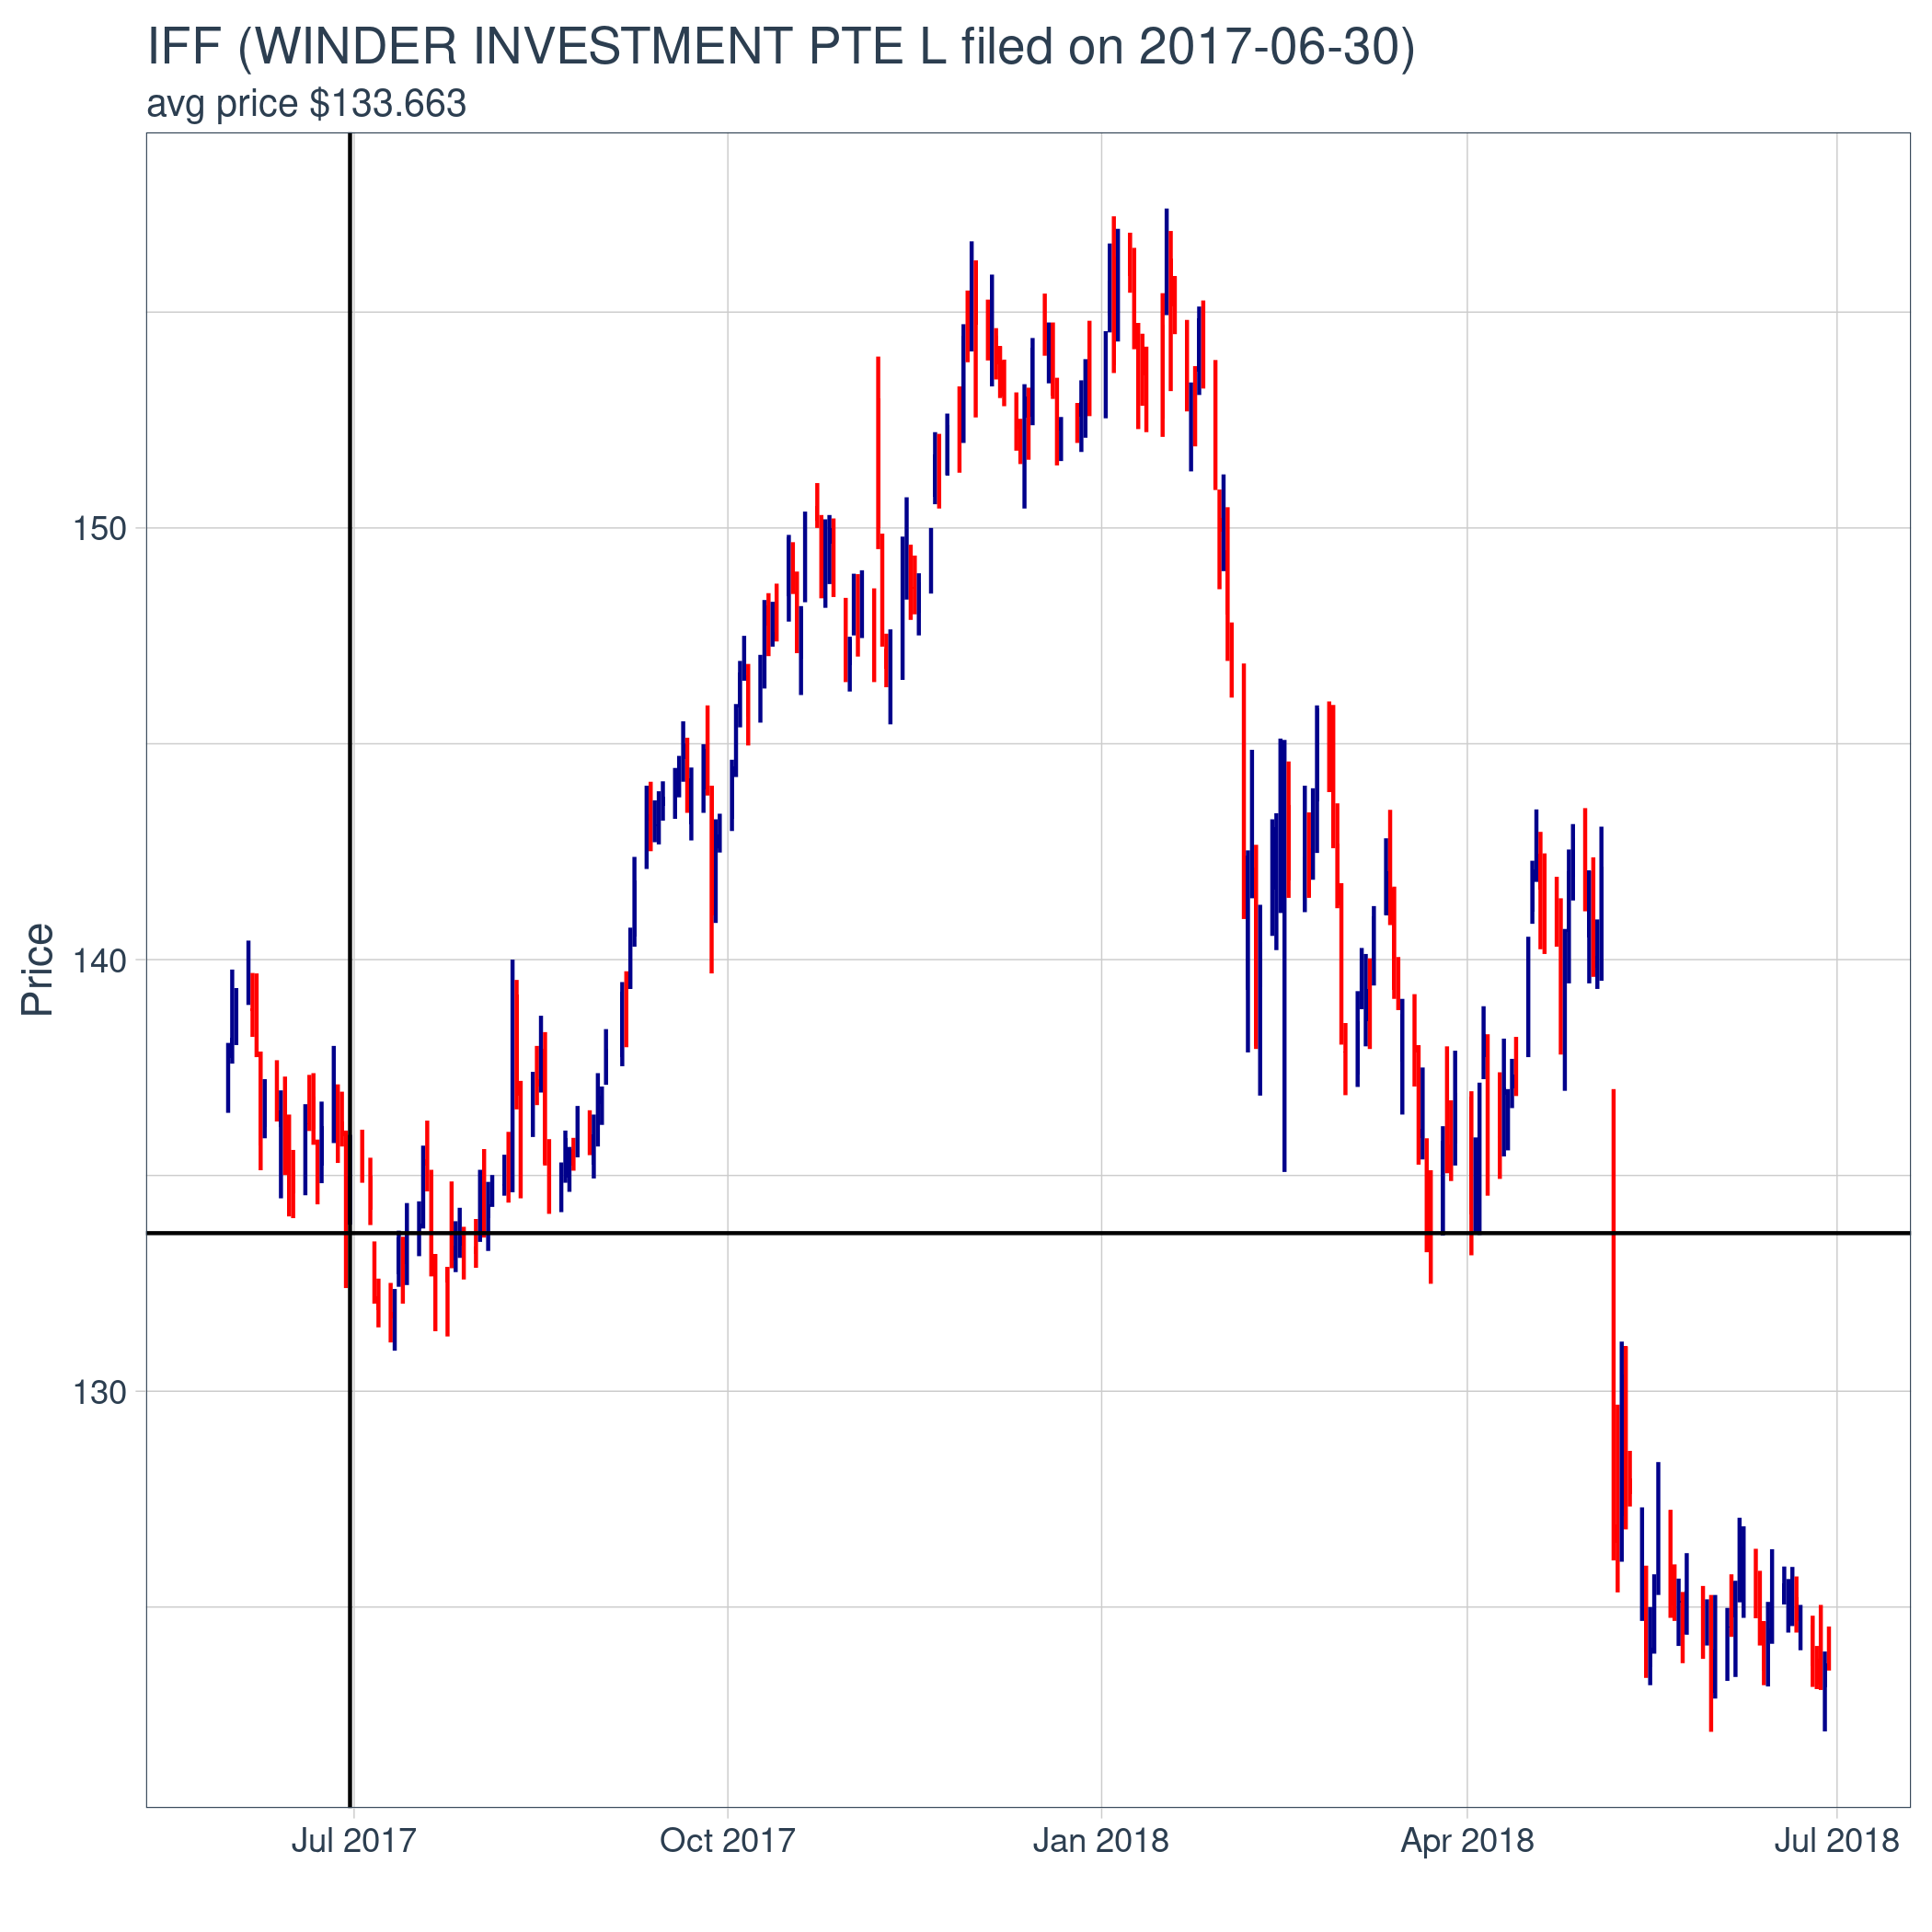 IFF (WINDER INVESTMENT PTE L filed on 2017-06-30)
avg price $133.663
Price
150
140
130
Jul 2017 Oct 2017 Jan 2018 Apr 2018 Jul 2018